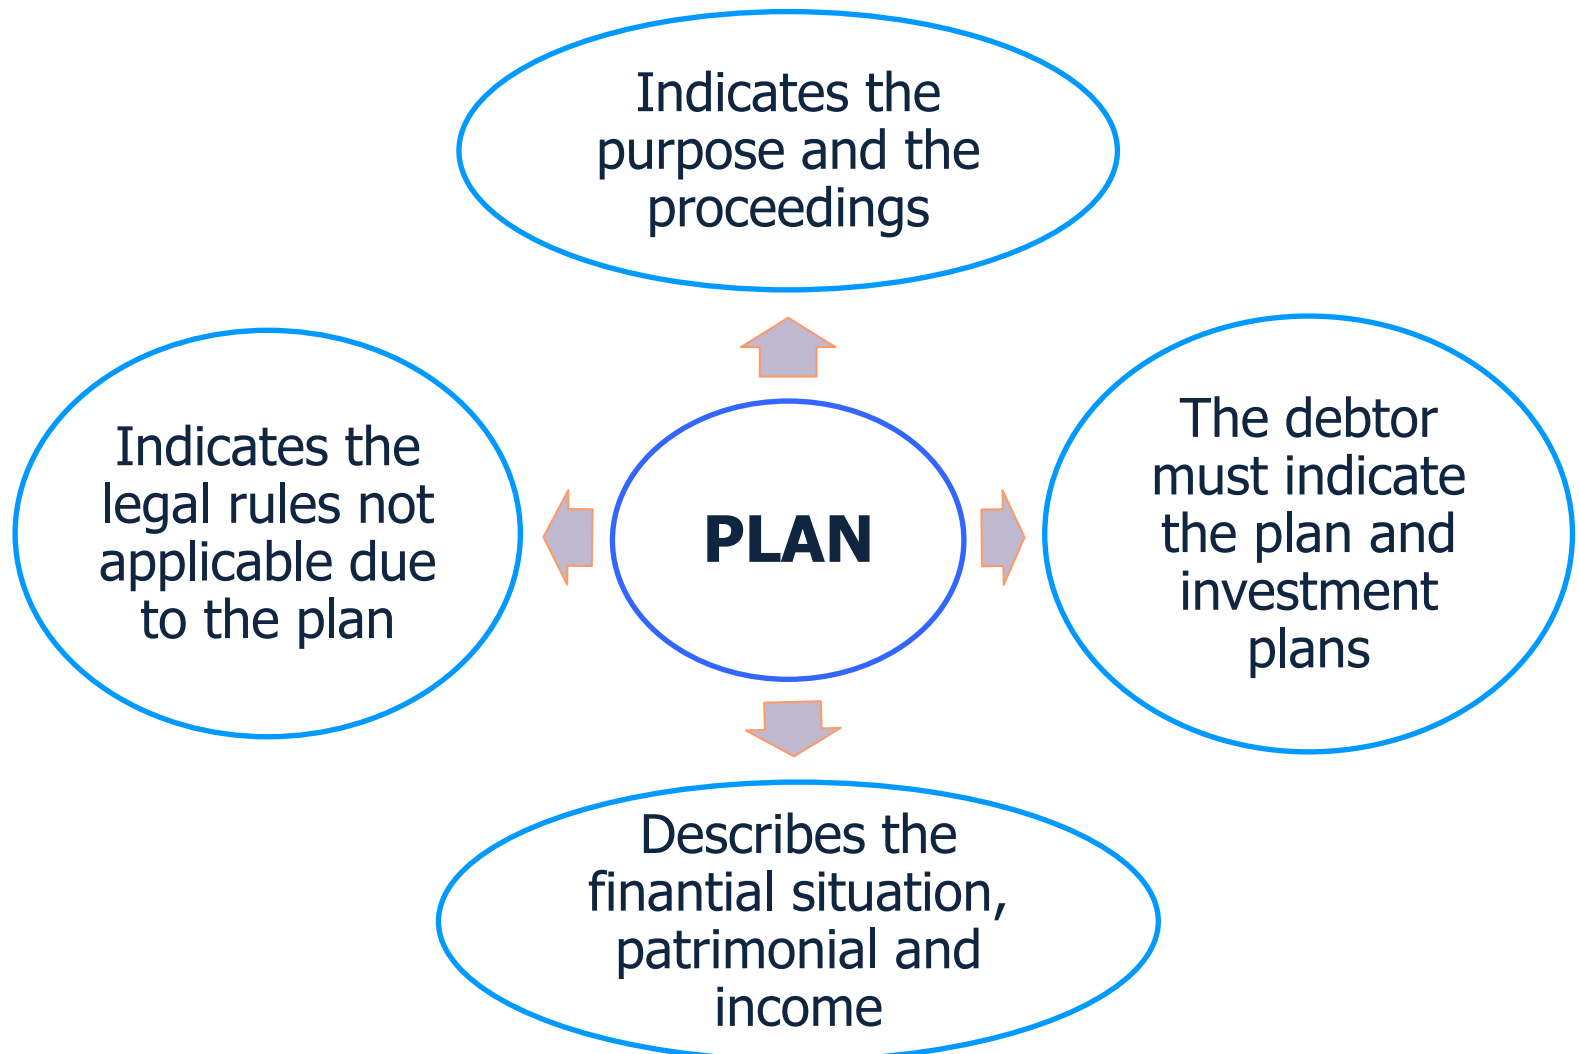 Indicates the
purpose and the
proceedings
Indicates the
legal rules not
applicable due
to the plan
PLAN
The debtor
must indicate
the plan and
investment
plans
Describes the
finantial situation,
patrimonial and
income